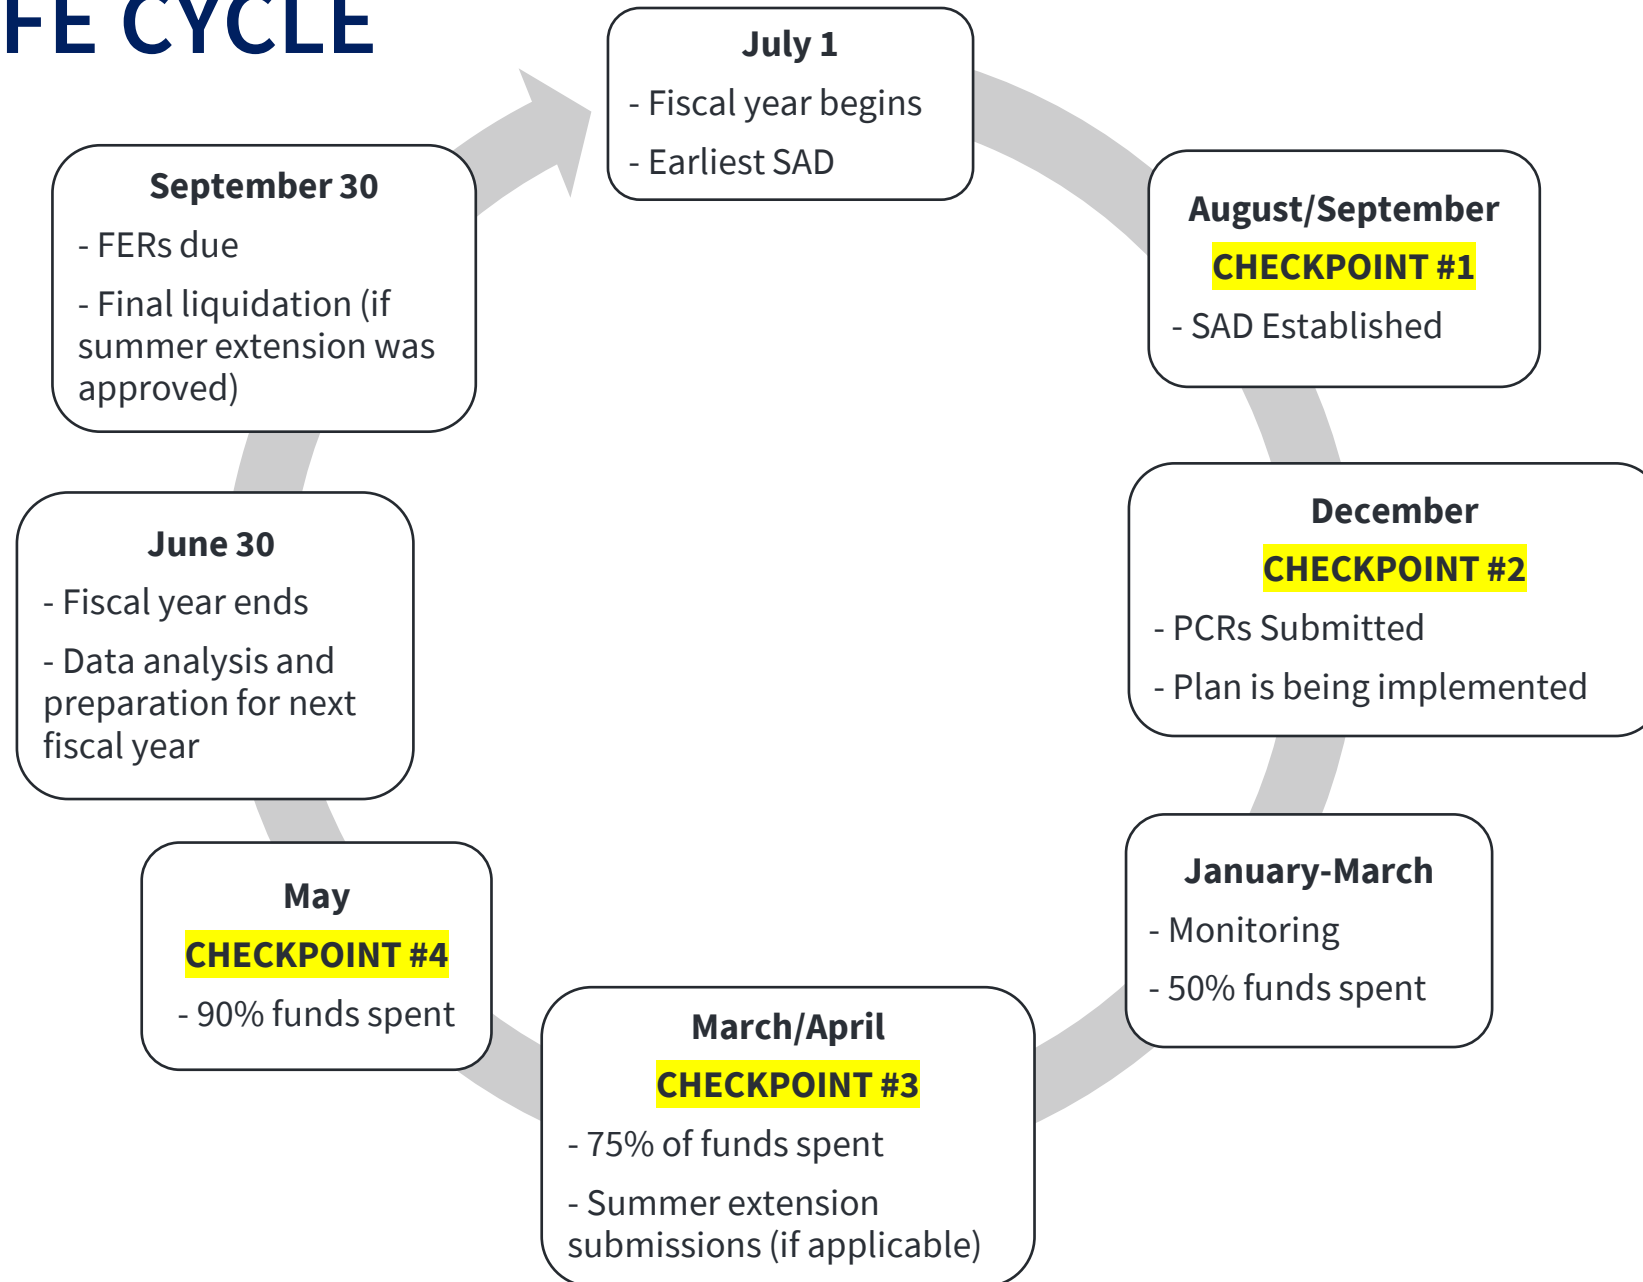 FE CYCLE
July 1
- Fiscal year begins
- Earliest SAD
August/September
CHECKPOINT #1
- SAD Established
December
CHECKPOINT #2
- PCRs Submitted
- Plan is being implemented
January-March
- Monitoring
- 50% funds spent
March/April
CHECKPOINT #3
- 75% of funds spent
- Summer extension
submissions (if applicable)
May
CHECKPOINT #4
- 90% funds spent
June 30
- Fiscal year ends
- Data analysis and
preparation for next
fiscal year
September 30
- FERs due
- Final liquidation (if
summer extension was
approved)